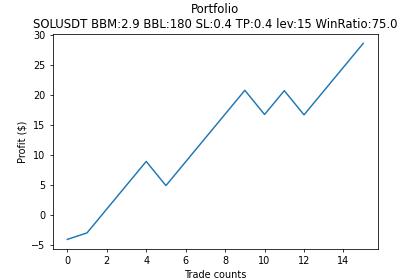 Portfolio
SOLUSDT BBM:2.9 BBL:180 SL:0.4 TP:0.4 lev:15 WinRatio:75.0
30
25
20
15
10
5
0
−5
Profit ($)
0 2 4 6 8 10 12 14
Trade counts